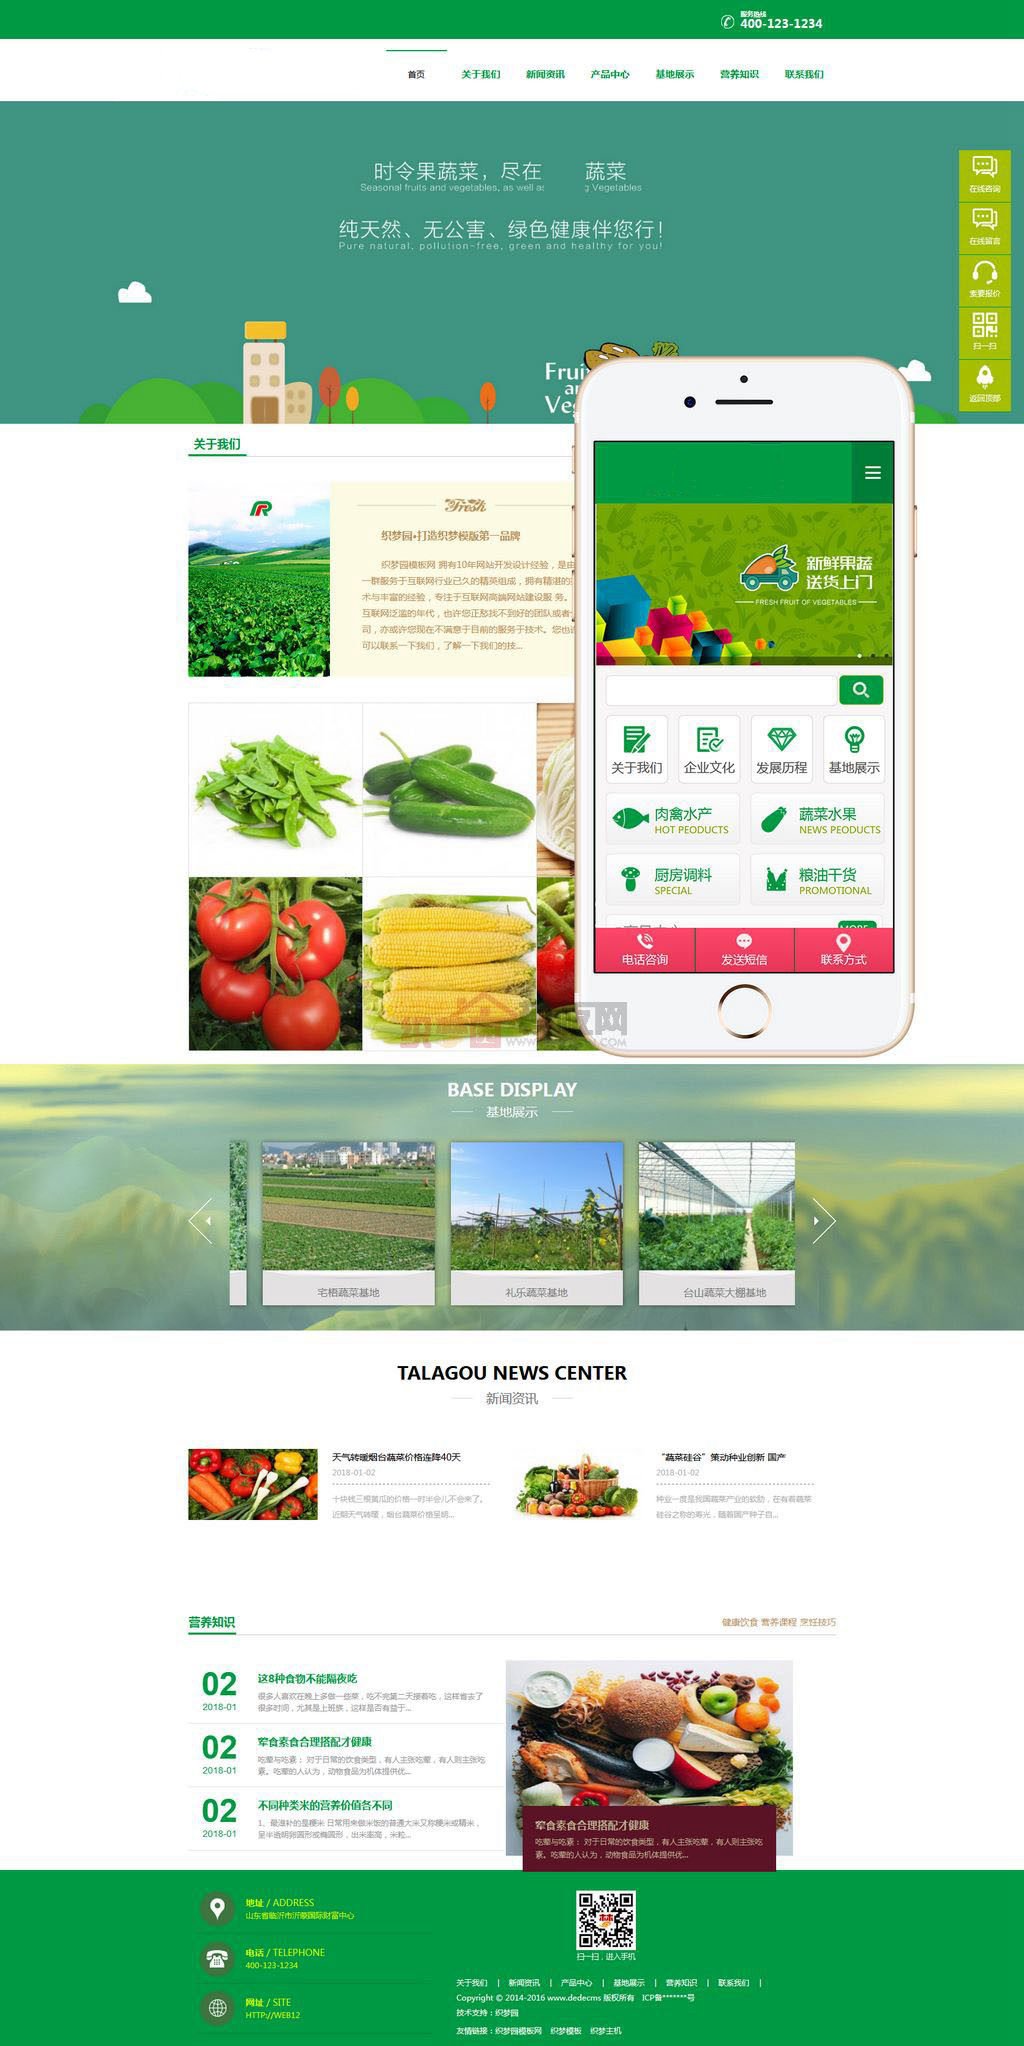 服务热线
400-123-1234
首页 关于我们 新闻资讯 产品中心 基地展示 营养知识 联系我们
时令果蔬菜，尽在 蔬菜
Seasonal fruits and vegetables, as well as g Vegetables
纯天然、无公害、绿色健康伴您行！
Pure natural, pollution-free, green and healthy for you!
在线咨询
在线留言
索要报价
扫一扫
返回顶部
关于我们
Fresh
织梦园•打造织梦模版第一品牌
织梦园模板网 拥有10年网站开发设计经验，是由
一群服务于互联网行业已久的精英组成，拥有精湛的
术与丰富的经验，专注于互联网高端网站建设服 务。
互联网泛滥的年代，也许您正愁找不到好的团队或者
司，亦或许您现在不满意于目前的服务于技术。您也
可以联系一下我们，了解一下我们的技...
新鲜果蔬
送货上门
FRESH FRUIT OF VEGETABLES
关于我们 企业文化 发展历程 基地展示
肉禽水产
HOT PEODUCTS
蔬菜水果
NEWS PEODUCTS
厨房调料
SPECIAL
粮油干货
PROMOTIONAL
电话咨询 发送短信 联系方式
BASE DISPLAY
基地展示
宅梧蔬菜基地 礼乐蔬菜基地 台山蔬菜大棚基地
TALAGOU NEWS CENTER
新闻资讯
天气转暖烟台蔬菜价格连降40天
2018-01-02
十块钱三根黄瓜的价格一时半会儿不会来了。
近期天气转暖，烟台蔬菜价格呈明...
“蔬菜硅谷”策动种业创新 国产
2018-01-02
种业一度是我国蔬菜产业的软肋，在有着蔬菜
硅谷之称的寿光，随着国产种子自...
营养知识
健康饮食 营养课程 烹饪技巧
02
2018-01
这8种食物不能隔夜吃
很多人喜欢在晚上多做一些菜，吃不完第二天接着吃，这样省去了
很多时间，尤其是上班族，这样是否有益于...
02
2018-01
荤食素食合理搭配才健康
吃荤与吃素： 对于日常的饮食类型，有人主张吃荤，有人则主张吃
素。吃荤的人认为，动物食品为机体提供优...
02
2018-01
不同种类米的营养价值各不同
1、最滋补的是粳米 日常用来做米饭的普通大米又称粳米或精米，
呈半透明卵圆形或椭圆形，出米率高，米粒...
荤食素食合理搭配才健康
吃荤与吃素： 对于日常的饮食类型，有人主张吃荤，有人则主张吃
素。吃荤的人认为，动物食品为机体提供优...
地址 / ADDRESS
山东省临沂市沂蒙国际财富中心
电话 / TELEPHONE
400-123-1234
网址 / SITE
HTTP://WEB12
扫一扫，进入手机
关于我们 | 新闻资讯 | 产品中心 | 基地展示 | 营养知识 | 联系我们 |
Copyright © 2014-2016 www.dedecms 版权所有 ICP备*******号
技术支持：织梦园
友情链接：织梦园模板网 织梦模板 织梦主机